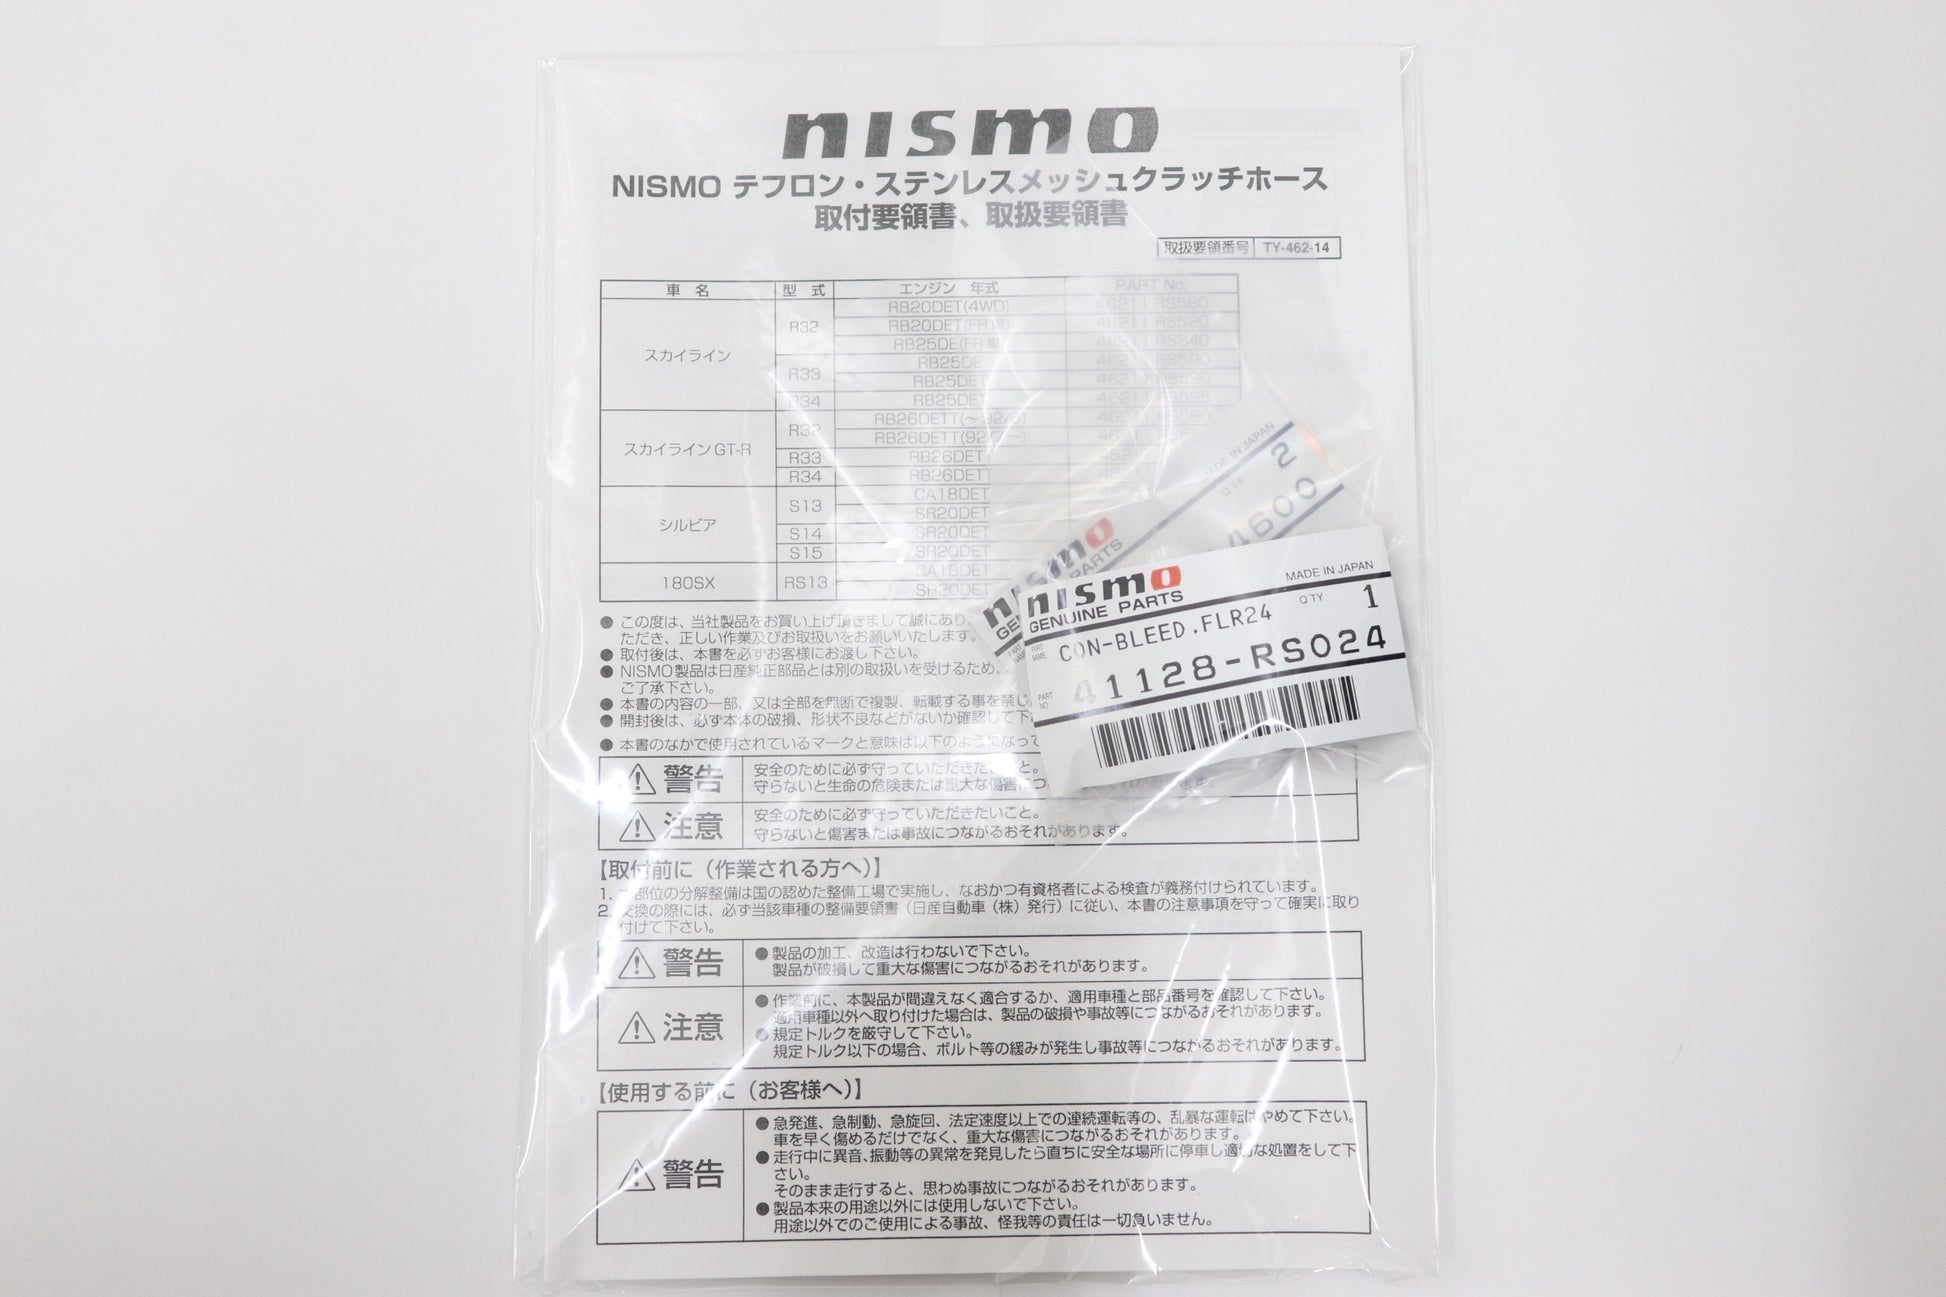 nismo
NISMO テフロン・ステンレスメッシュクラッチホース
取付要領書、取扱要領書
取扱要領番号 TY-462-14
車 名 型 式 エンジン 年式 PART No.
スカイライン
R32
RB20DET(4WD) 46211 RS580
RB20DET(FR車) 46211 RS520
RB25DE(FR車) 46211 RS540
R33
RB25DE 46211 RS590
RB25DET 46211 RS590
R34
RB25DE 46211 RS595
スカイラインGT-R
R32
RB26DETT(～92/
RB26DETT(92/
R33
RB26DETT
R34
RB26DETT
シルビア
S13
CA18DET
SR20DET
S14
SR20DET
S15
SR20DET
180SX
RS13
CA18DET
SR20DET
● この度は、当社製品をお買い上げ頂きまして誠にあり
ただき、正しい作業及びお取扱いをお願いいたします。
● 取付後は、本書を必ずお客様にお渡し下さい。
● NISMO製品は日産純正部品とは別の取扱いを受けるため、
ご了承下さい。
● 本書の内容の一部、又は全部を無断で複製、転載する事を禁じ
● 開封後は、必ず本体の破損、形状不良などがないか確認して下
● 本書のなかで使用されているマークと意味は以下のようになって
警告
安全のために必ず守っていただきたいこと。
守らないと生命の危険または重大な傷害につ
注意
安全のために必ず守っていただきたいこと。
守らないと傷害または事故につながるおそれがあります。
【取付前に（作業される方へ）】
1. 本部位の分解整備は国の認めた整備工場で実施し、なおかつ有資格者による検査が義務付けられています。
2. 交換の際には、必ず当該車種の整備要領書（日産自動車（株）発行）に従い、本書の注意事項を守って確実に取り
付けて下さい。
警告
● 製品の加工、改造は行わないで下さい。
製品が破損して重大な傷害につながるおそれがあります。
注意
● 作業前に、本製品が間違えなく適合するか、適用車種と部品番号を確認して下さい。
適用車種以外へ取り付けた場合は、製品の破損や事故等につながるおそれがあります。
● 規定トルクを厳守して下さい。
規定トルク以下の場合、ボルト等の緩みが発生し事故等につながるおそれがあります。
【使用する前に（お客様へ）】
警告
● 急発進、急制動、急旋回、法定速度以上での連続運転等の、乱暴な運転はやめて下さい。
車を早く傷めるだけでなく、重大な傷害につながるおそれがあります。
● 走行中に異音、振動等の異常を発見したら直ちに安全な場所に停車し適切な処置をして下
さい。
そのまま走行すると、思わぬ事故につながるおそれがあります。
● 製品本来の用途以外には使用しないで下さい。
用途以外でのご使用による事故、怪我等の責任は一切負いません。
nismo
PARTS
MADE IN JAPAN
QTY 2
4600
nismo
GENUINE PARTS
MADE IN JAPAN
QTY 1
PART NAME CON-BLEED.FLR24
PART NO 41128-RS024